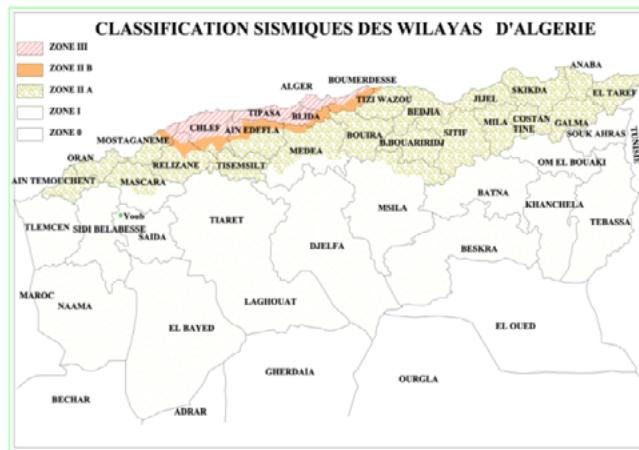 CLASSIFICATION SISMIQUES DES WILAYAS D'ALGERIE
ZONE III
ZONE II B
ZONE II A
ZONE I
ZONE 0
ANABA
BOUMERDESSE
ALGER
SKIKDA
EL TAREF
JIJEL
TIZI WAZOU
TIPASA
BLIDA
BEDJIA
MILA
COSTAN
TINE
GALMA
CHLEF
AIN EDEFLA
MOSTAGANEME
BOUIRA
B.BOUARIRIDJ
SITIF
SOUK AHRAS
TUNISIE
MEDEA
ORAN
RELIZANE
TISEMSILT
OM EL BOUAKI
AIN TEMOUCHENT
MASCARA
BATNA
KHANCHELA
MSILA
TEBASSA
Youb
TIARET
TLEMCEN
SIDI BELABESSE
SAIDA
DJELFA
BESKRA
MAROC
NAAMA
LAGHOUAT
EL BAYED
EL OUED
GHERDAIA
OURGLA
BECHAR
ADRAR